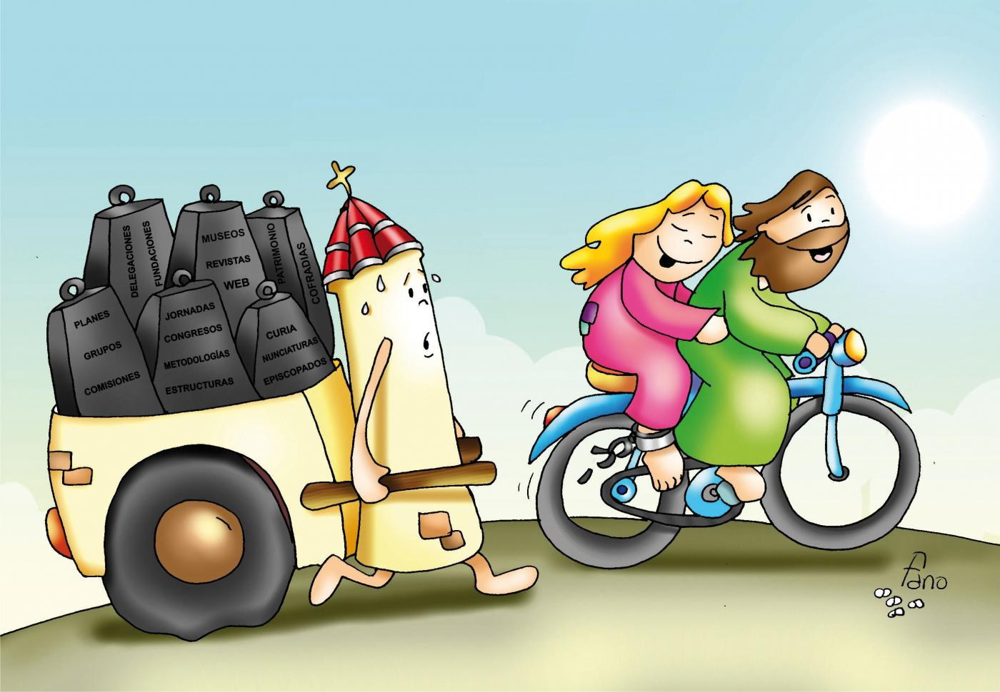 DELEGACIONES
FUNDACIONES
MUSEOS
REVISTAS
WEB
PATRIMONIO
COFRADIAS
PLANES
GRUPOS
COMISIONES
JORNADAS
CONGRESOS
METODOLOGÍAS
ESTRUCTURAS
CURIA
NUNCIATURAS
EPISCOPADOS
Fano